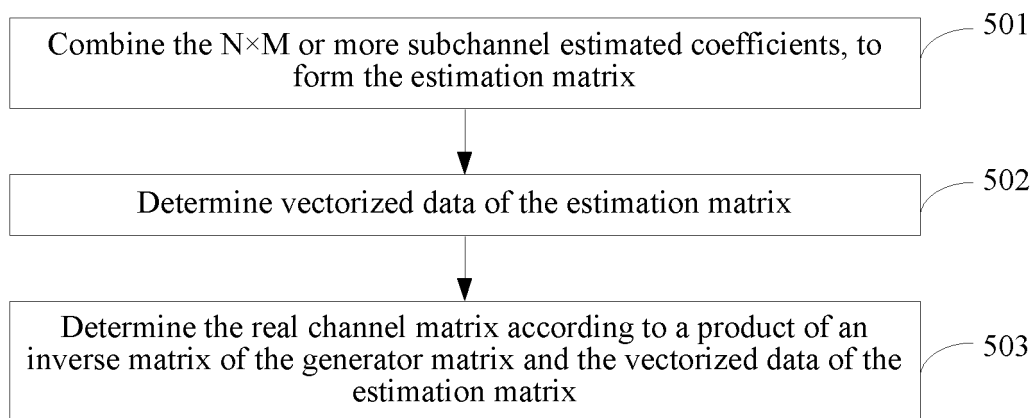 Combine the N×M or more subchannel estimated coefficients, to
form the estimation matrix
501
Determine vectorized data of the estimation matrix
502
Determine the real channel matrix according to a product of an
inverse matrix of the generator matrix and the vectorized data of the
estimation matrix
503